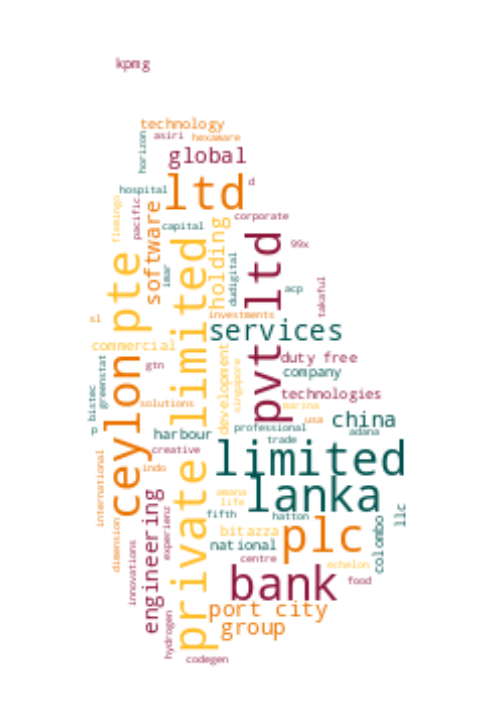 kpmg
technology
asiri
hexaware
horizon
global
hospital
ltd
d
flamingo
pacific
software
capital
corporate
holding
pvt ltd
99x
imar
dudigital
acp
takaful
pte
private limited
investments
sl
services
commercial
duty free
company
greenstat
gtn
development
singapore
technologies
bistec
ceylon
solutions
marina
usa
china
p
harbour
professional
adana
trade
creative
limited
international
indo
lanka
amana
life
llc
engineering
experienz
fifth
hatton
plc
colombo
dimension
bitazza
national
innovations
centre
echelon
bank
food
port city
hydrogen
group
codegen